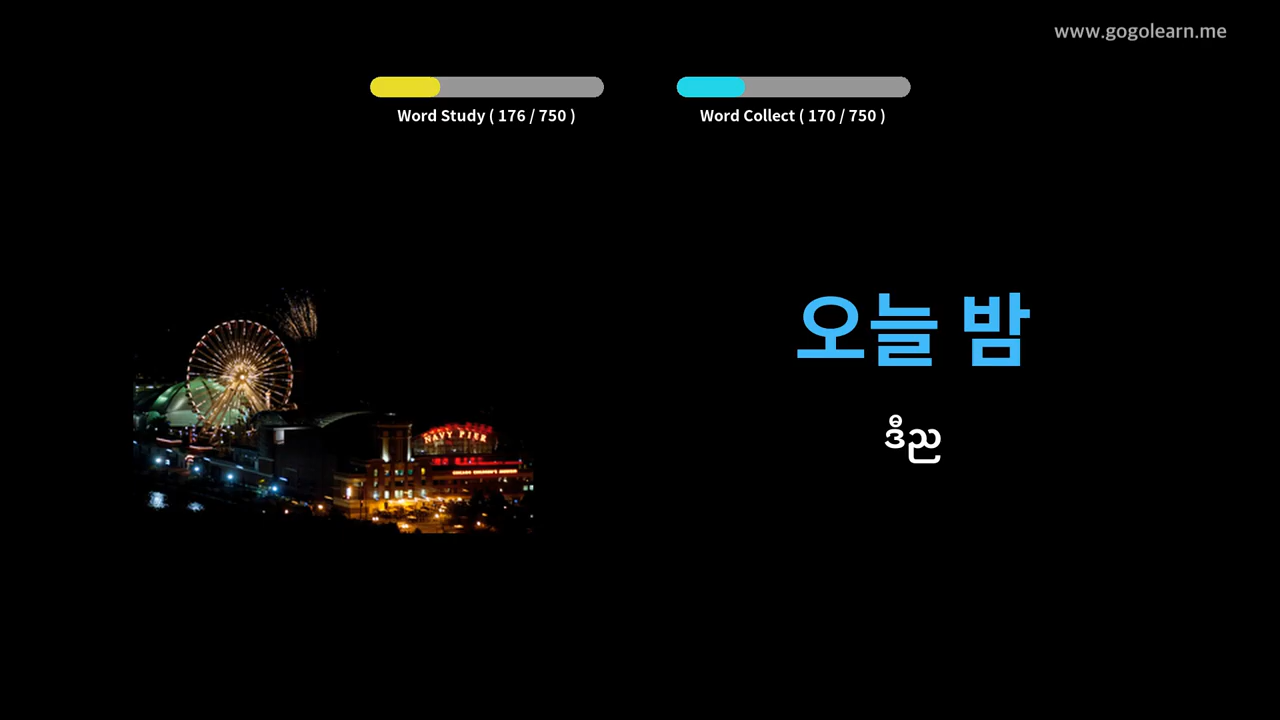 www.gogolearn.me
Word Study ( 176 / 750 )
Word Collect ( 170 / 750 )
오늘 밤
ဒီည
NAVY PIER